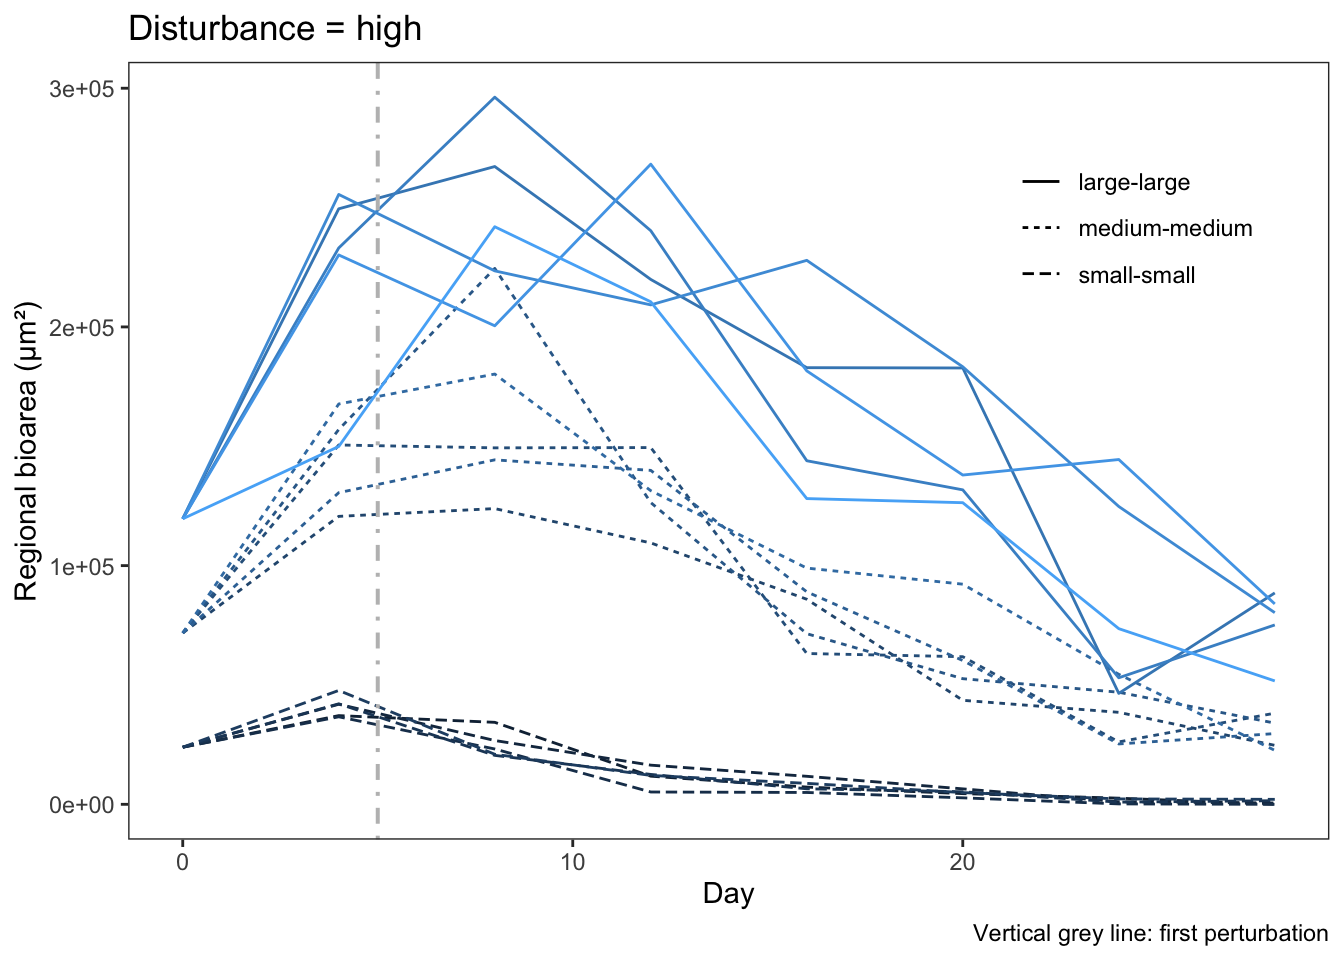 Disturbance = high
Regional bioarea (μm²)
3e+05
2e+05
1e+05
0e+00
large-large
medium-medium
small-small
0
10
20
Day
Vertical grey line: first perturbation